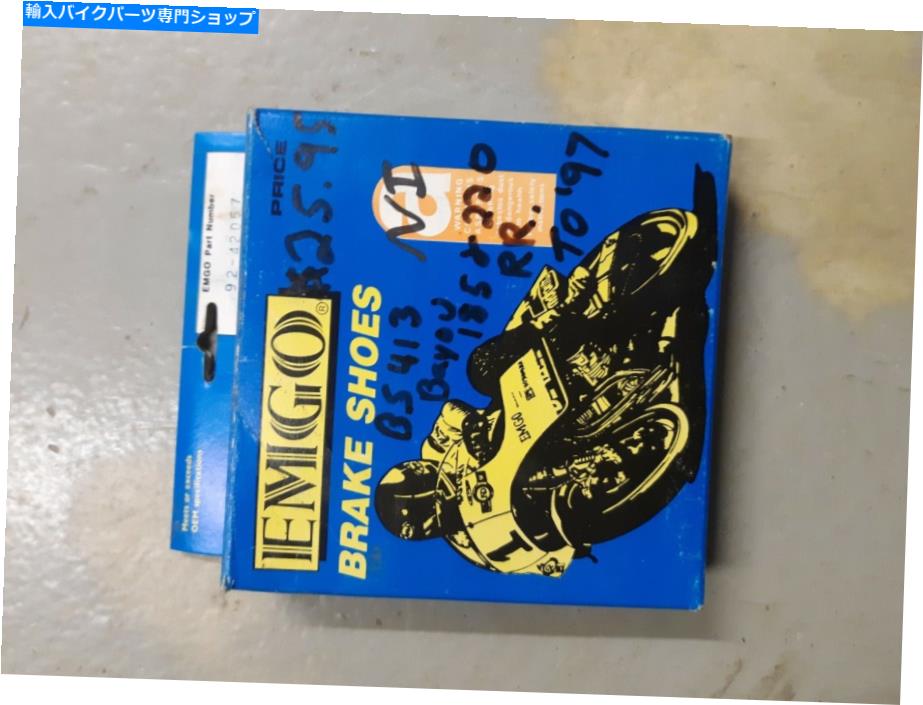 輸入バイクパーツ専門ショップ
EMGO Part Number
92-42057
Meets or exceeds
OEM specifications
PRICE
$25.95
EMGO®
BRAKE SHOES
NI
BS413
Bayou
185 & 220
RR.
TO '97
WARNING
EMGO
1